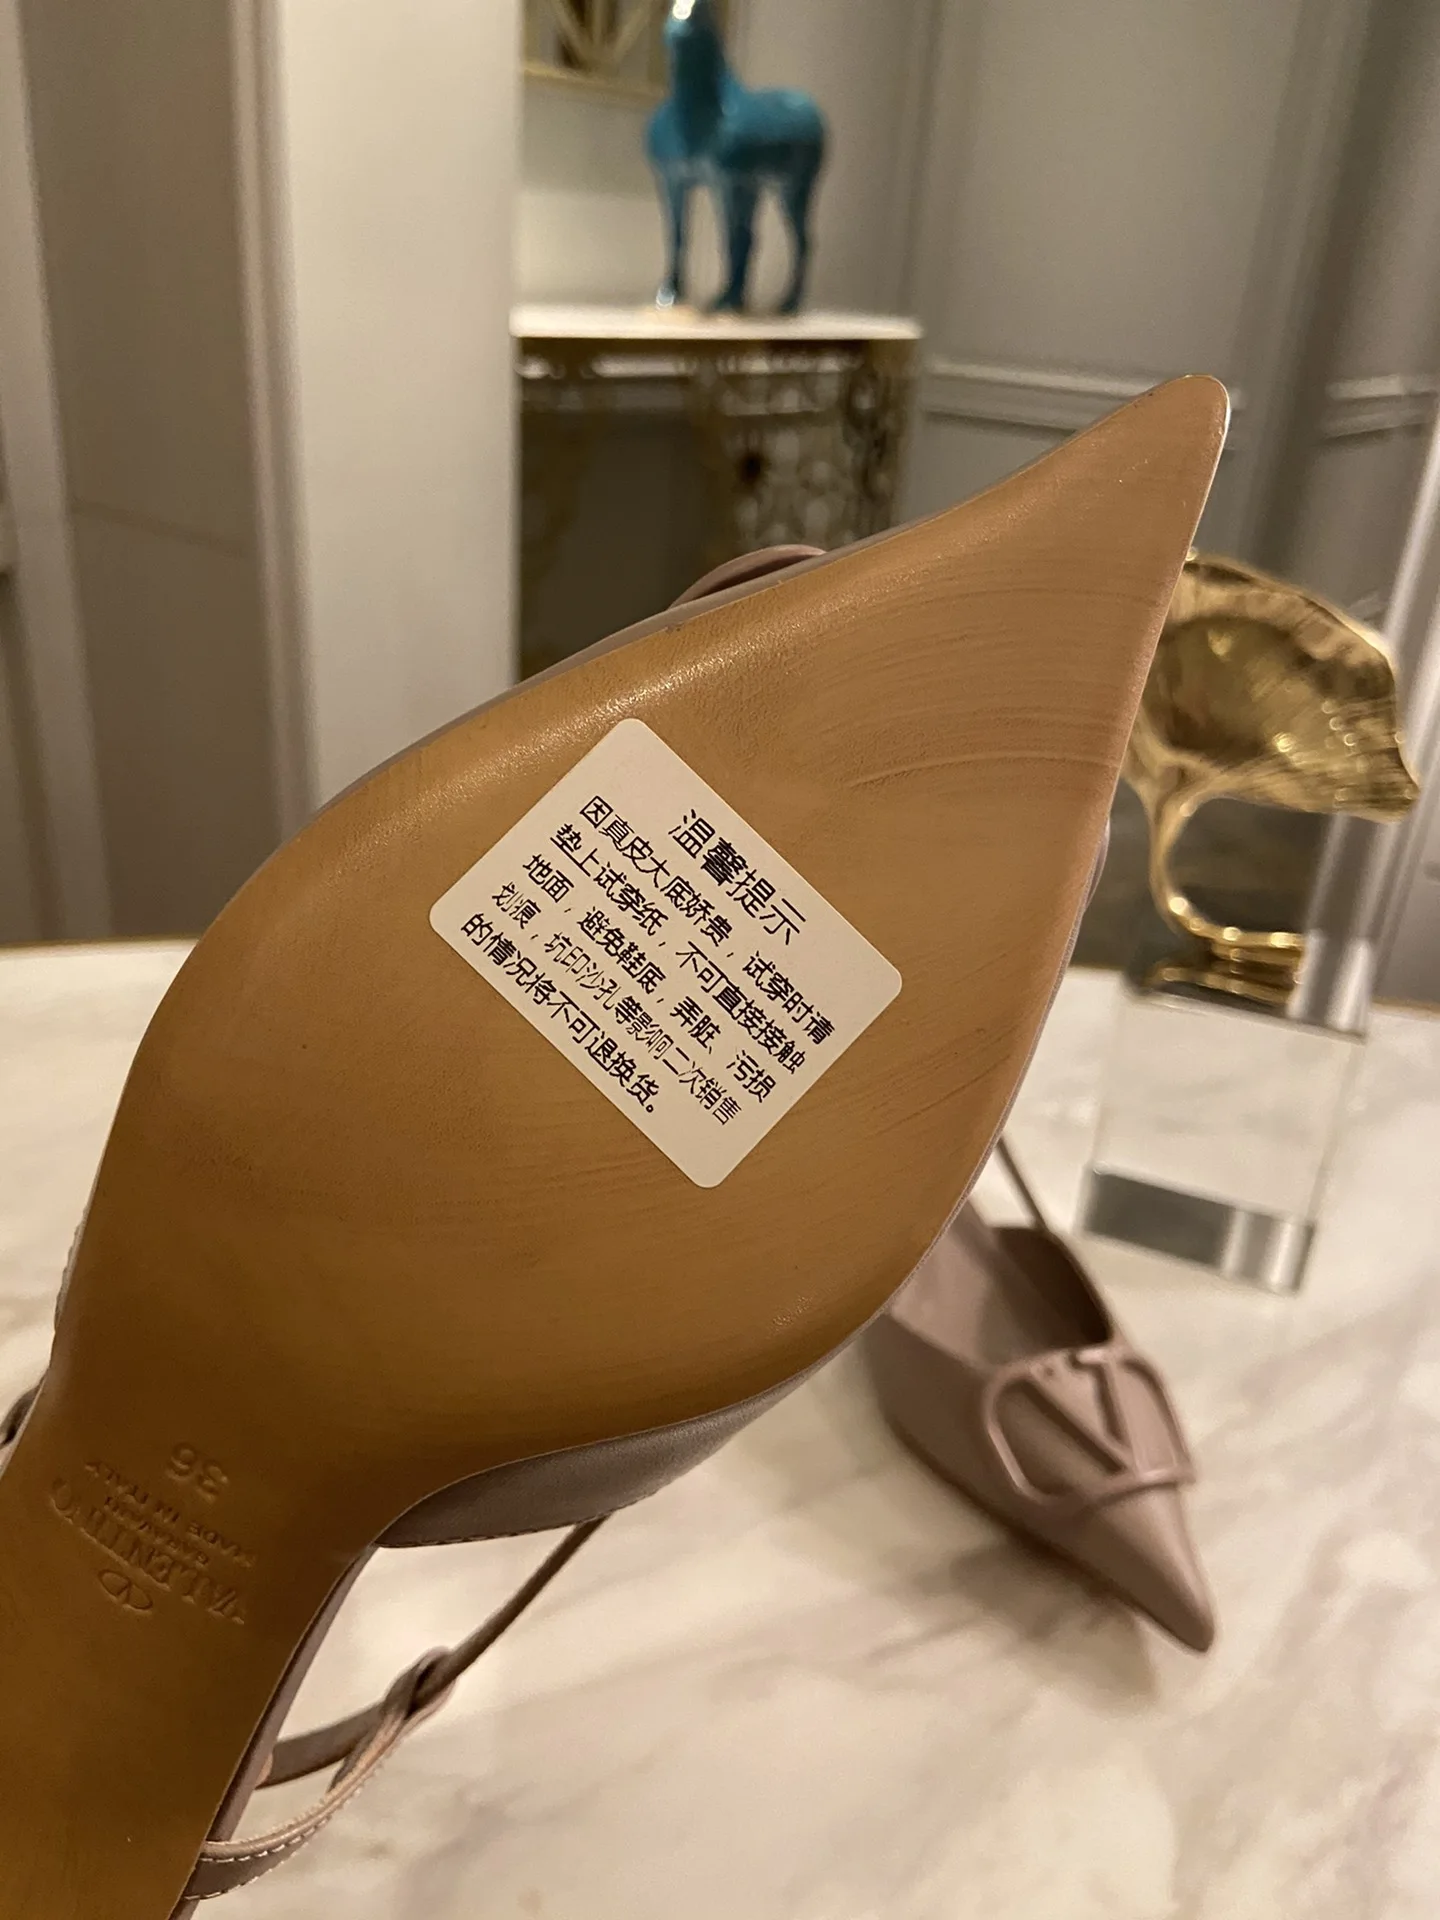 温馨提示
因真皮大底娇贵，试穿时请
垫上试穿纸，不可直接接触
地面，避免鞋底，弄脏、污损
划痕，坑印沙孔等影响二次销售
的情况将不可退换货。
36
MADE IN ITALY
GARAVANI
VALENTINO
V